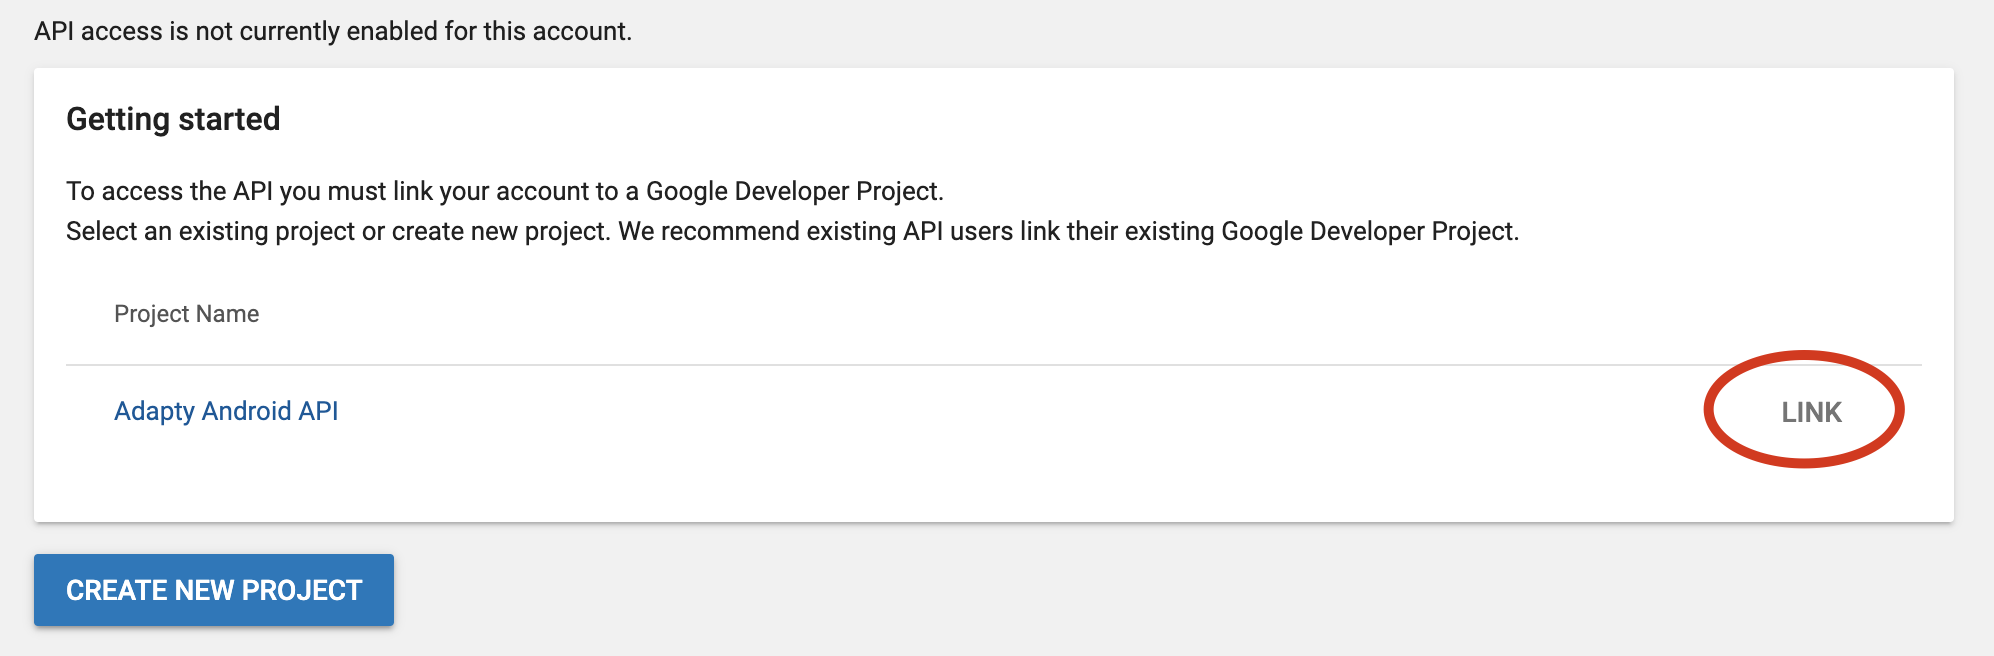 API access is not currently enabled for this account.
Getting started
To access the API you must link your account to a Google Developer Project.
Select an existing project or create new project. We recommend existing API users link their existing Google Developer Project.
Project Name
Adapty Android API
LINK
CREATE NEW PROJECT